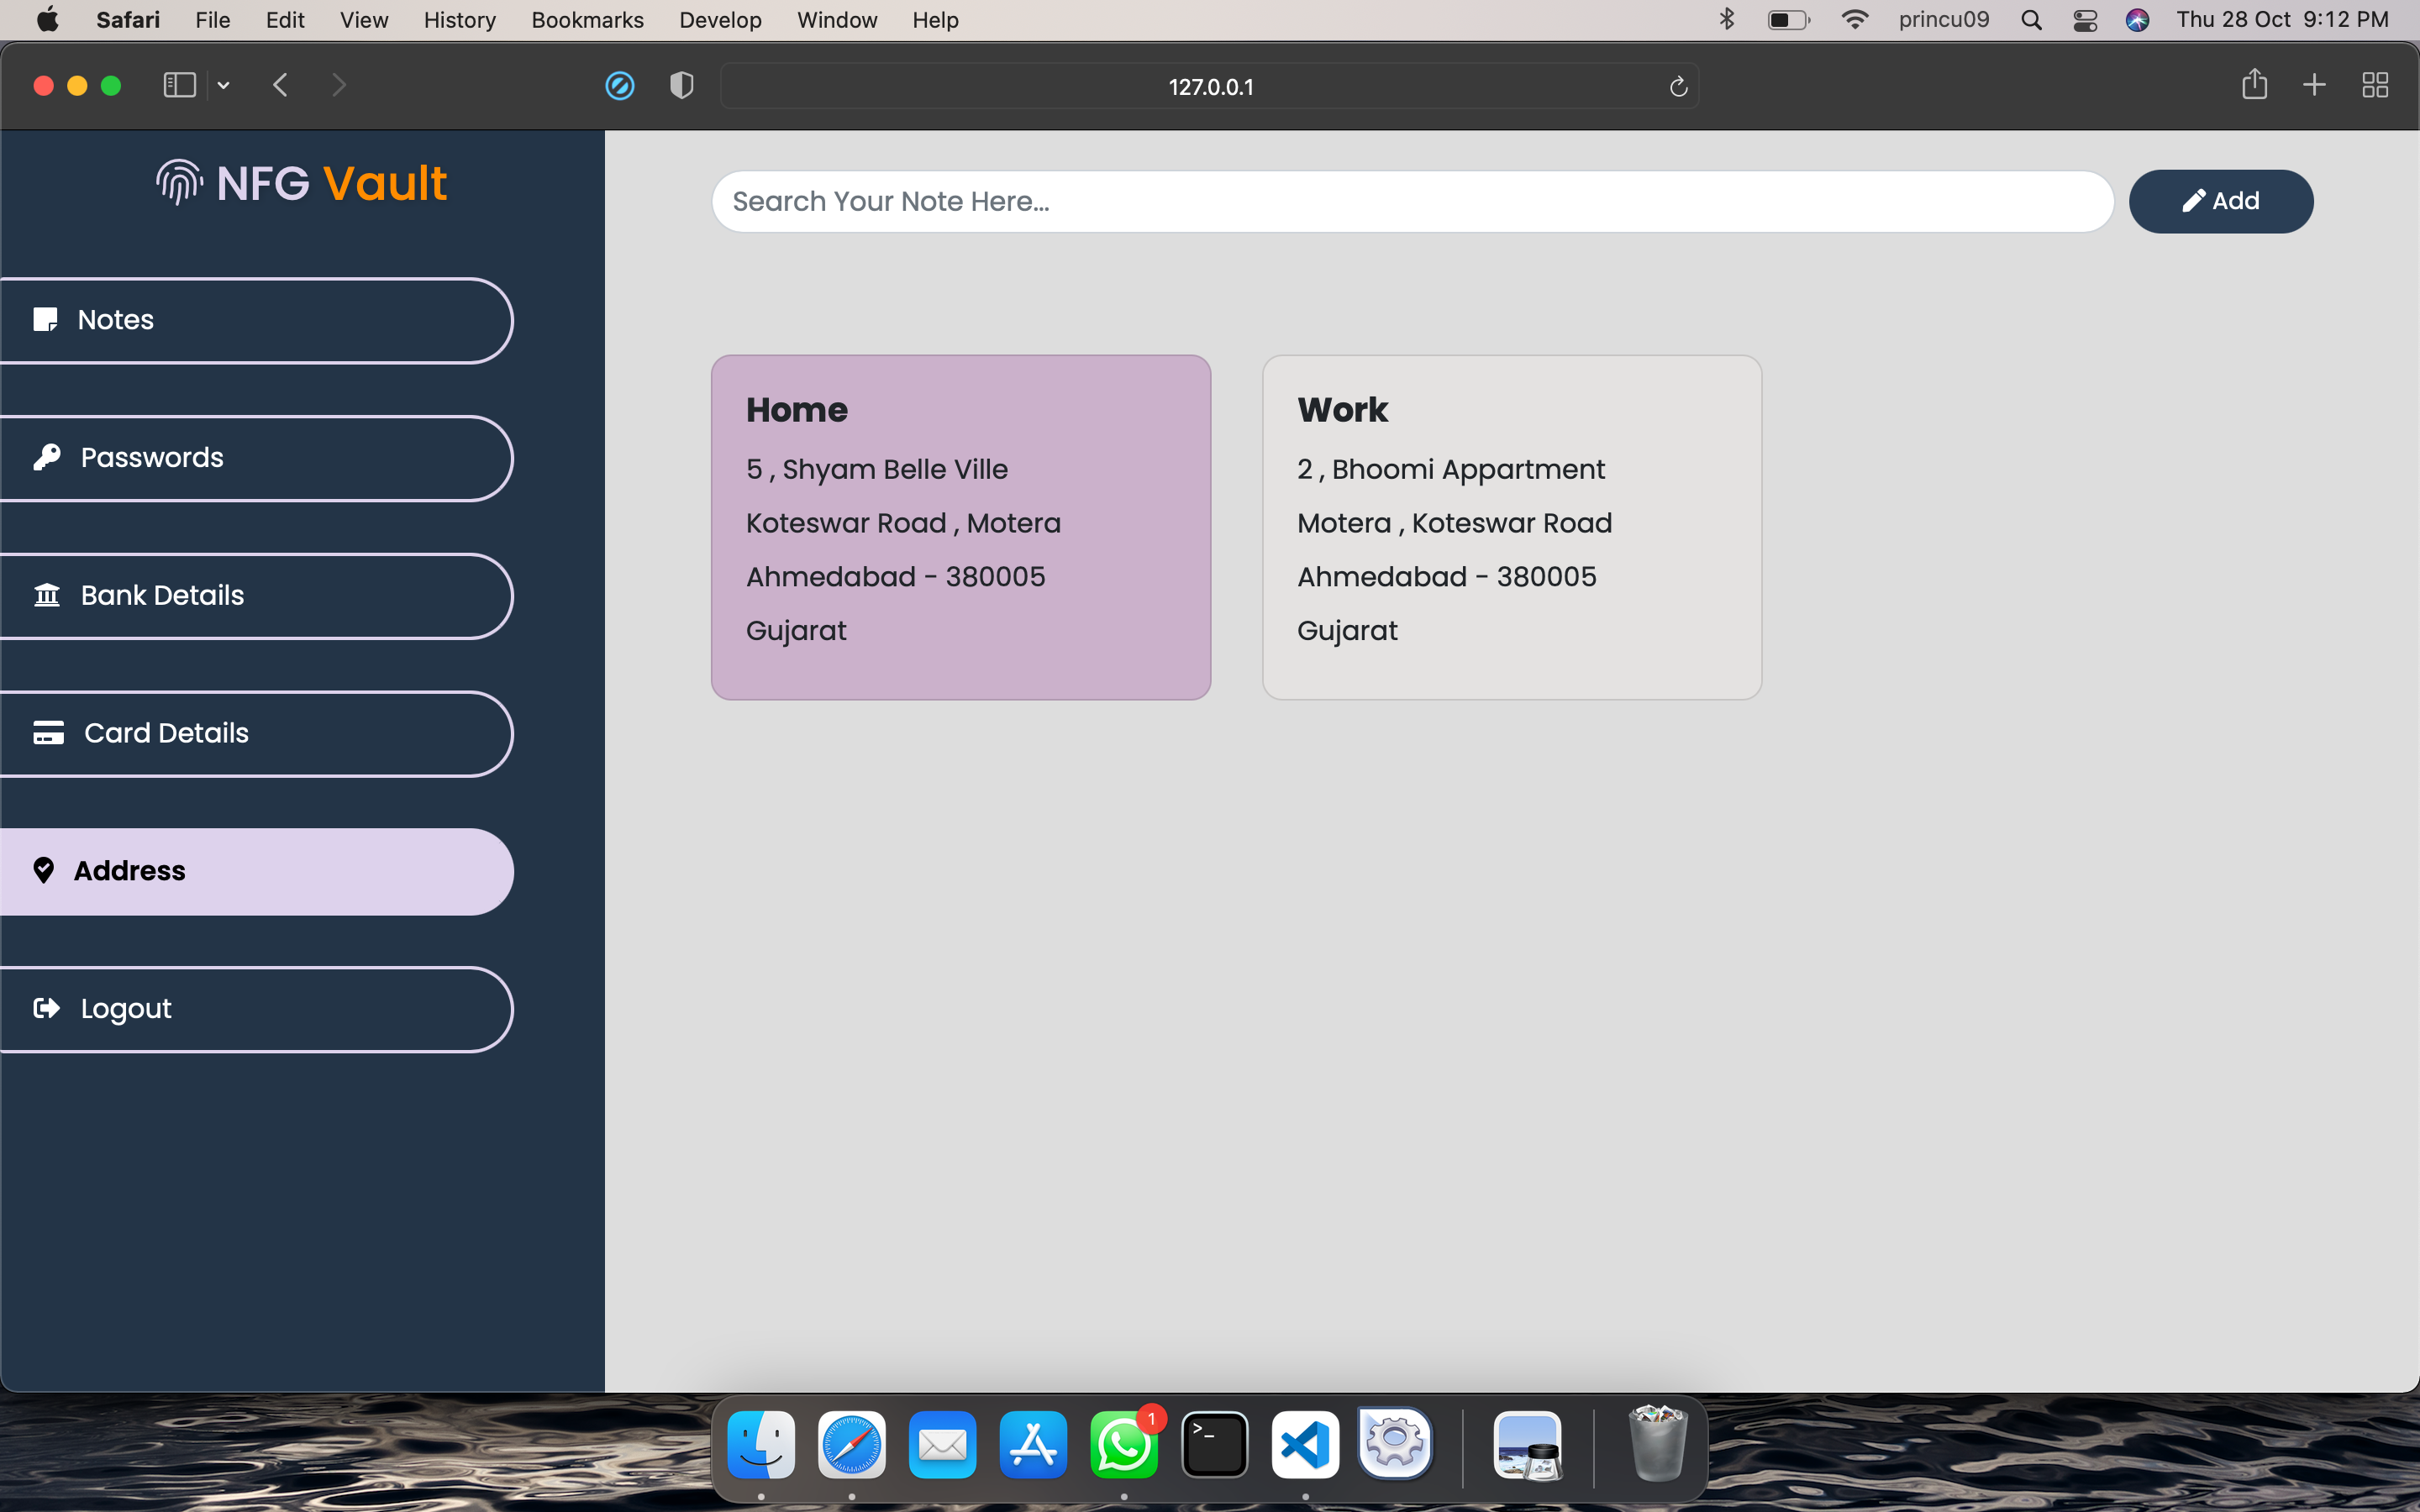 Safari File Edit View History Bookmarks Develop Window Help princu09 Thu 28 Oct 9:12 PM
127.0.0.1
NFG Vault
Notes
Passwords
Bank Details
Card Details
Address
Logout
Search Your Note Here...
Add
Home
5 , Shyam Belle Ville
Koteswar Road , Motera
Ahmedabad - 380005
Gujarat
Work
2 , Bhoomi Appartment
Motera , Koteswar Road
Ahmedabad - 380005
Gujarat
1
>_